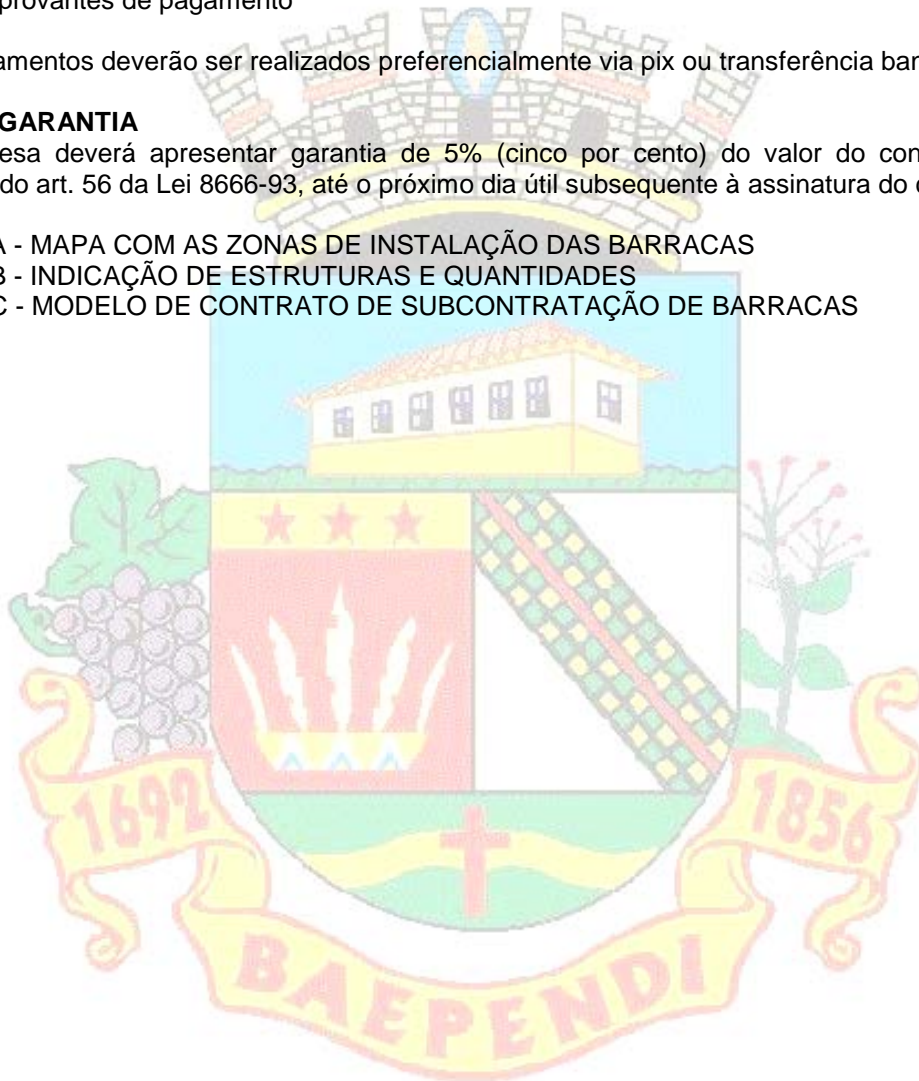 provantes de pagamento
amentos deverão ser realizados preferencialmente via pix ou transferência ban
GARANTIA
esa deverá apresentar garantia de 5% (cinco por cento) do valor do con
do art. 56 da Lei 8666-93, até o próximo dia útil subsequente à assinatura do c
A - MAPA COM AS ZONAS DE INSTALAÇÃO DAS BARRACAS
B - INDICAÇÃO DE ESTRUTURAS E QUANTIDADES
C - MODELO DE CONTRATO DE SUBCONTRATAÇÃO DE BARRACAS
1692
1856
BAEPENDI